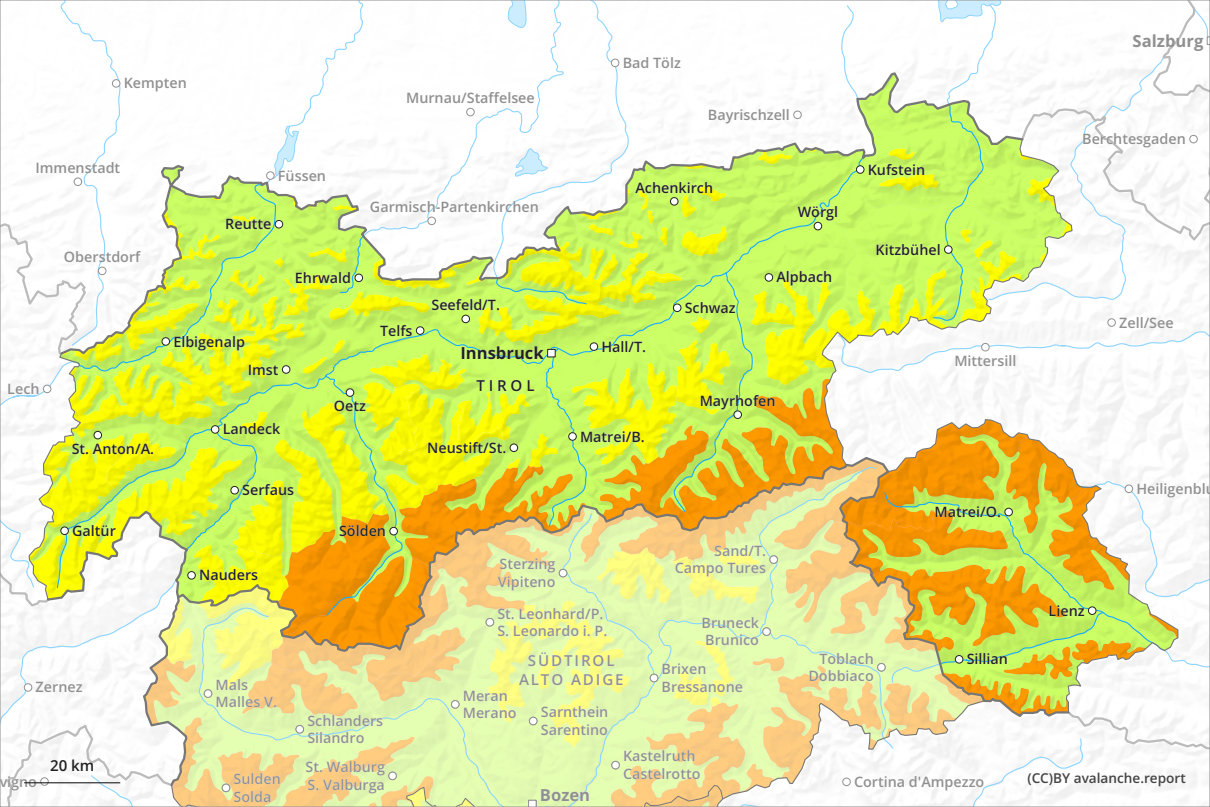 Salzburg
Bad Tölz
Kempten
Murnau/Staffelsee
Bayrischzell
Berchtesgaden
Immenstadt
Füssen
Kufstein
Achenkirch
Garmisch-Partenkirchen
Wörgl
Reutte
Kitzbühel
Oberstdorf
Ehrwald
Alpbach
Seefeld/T.
Schwaz
Zell/See
Telfs
Elbigenalp
Innsbruck
Hall/T.
Mittersill
Imst
TIROL
Lech
Oetz
Mayrhofen
Landeck
Matrei/B.
St. Anton/A.
Neustift/St.
Serfaus
Heiligenblu
Matrei/O.
Galtür
Sölden
Sand/T.
Campo Tures
Sterzing
Vipiteno
Nauders
St. Leonhard/P.
S. Leonardo i. P.
Lienz
Bruneck
Brunico
SÜDTIROL
ALTO ADIGE
Toblach
Dobbiaco
Sillian
Brixen
Bressanone
Zernez
Mals
Malles V.
Meran
Merano
Sarnthein
Sarentino
Schlanders
Silandro
Kastelruth
Castelrotto
St. Walburg
S. Valburga
20 km
vigno
Sulden
Solda
Cortina d'Ampezzo
(CC)BY avalanche.report
Bozen